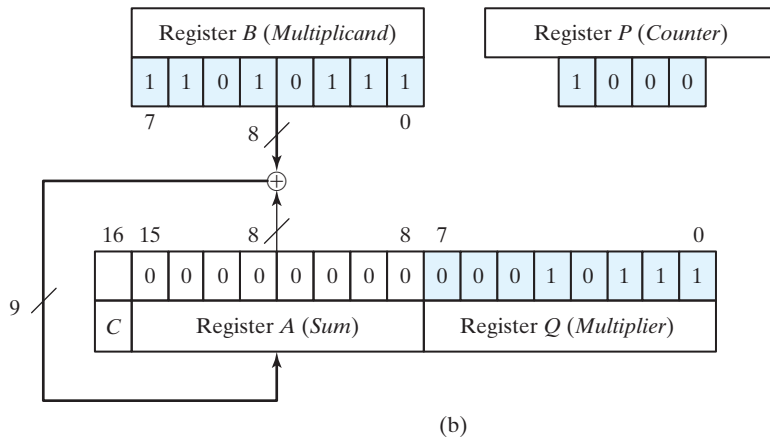 Register B (Multiplicand)
Register P (Counter)
1 1 0 1 0 1 1 1
1 0 0 0
7 8 0
16 15 8 8 7 0
0 0 0 0 0 0 0 0 0 0 0 1 0 1 1 1
9
C Register A (Sum) Register Q (Multiplier)
(b)